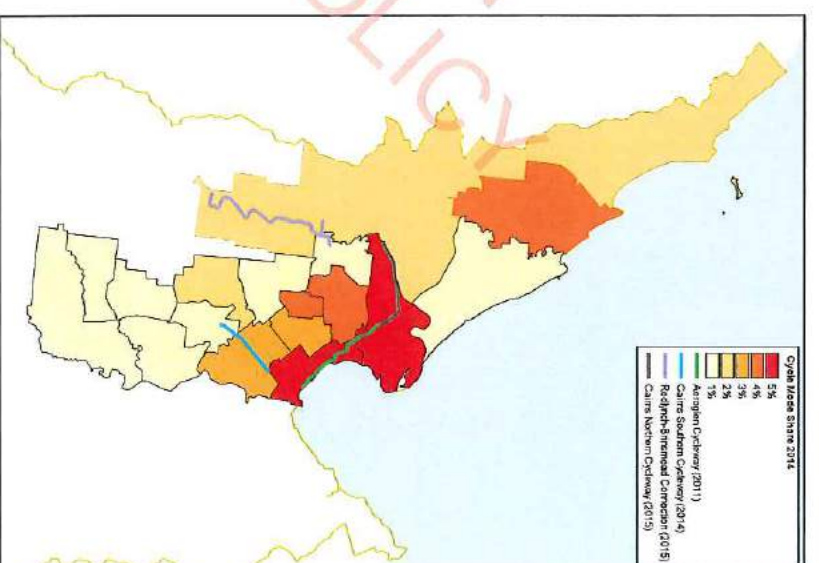 OLICY
Cycle Mode Share 2014
5%
4%
3%
2%
1%
Aeroglen Cycleway (2011)
Cairns Southern Cycleway (2014)
Redlynch-Brinsmead Connection (2015)
Cairns Northern Cycleway (2015)